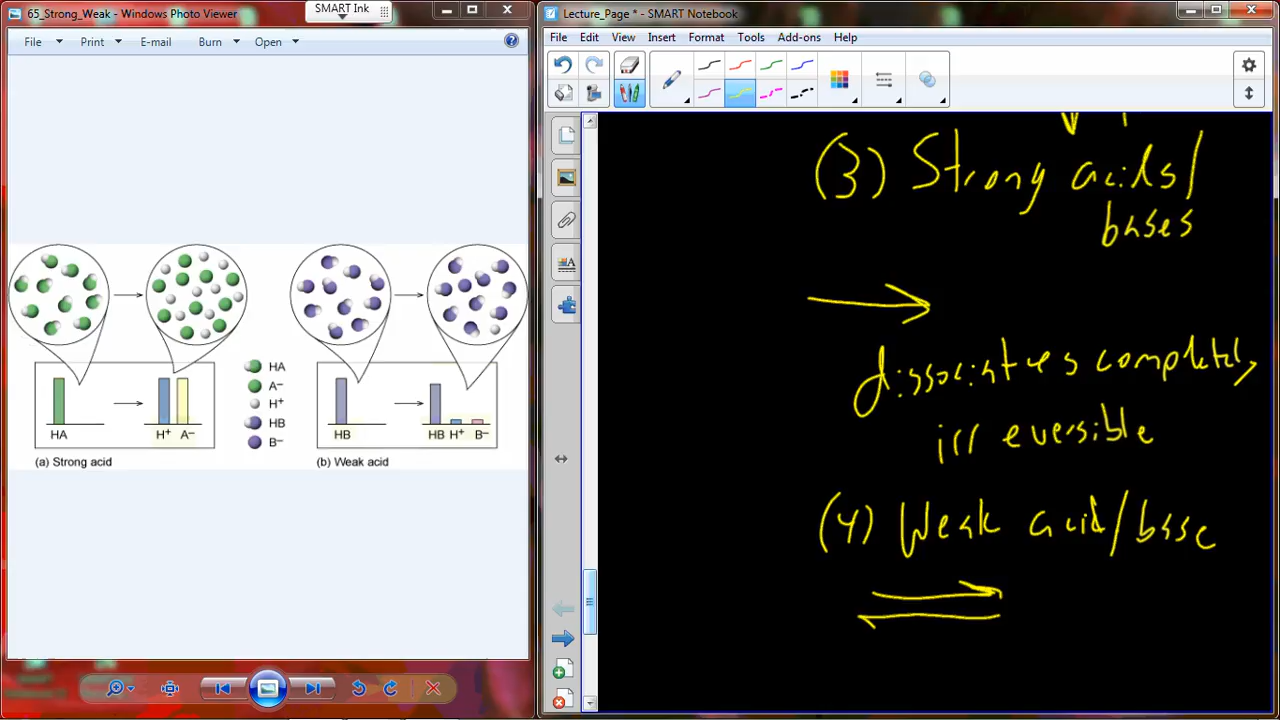 65_Strong_Weak - Windows Photo Viewer
SMART Ink
File Print E-mail Burn Open
HA
H+ A−
(a) Strong acid
HA
A−
H+
HB
B−
HB
HB H+ B−
(b) Weak acid
Lecture_Page * - SMART Notebook
File Edit View Insert Format Tools Add-ons Help
(3) Strong acids/
bases
dissociates completely
irreversible
(4) Weak acid/base